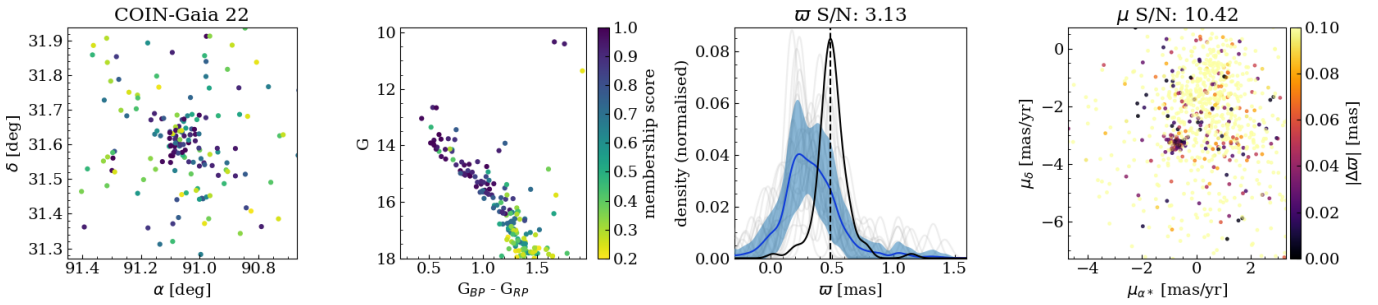 COIN-Gaia 22
31.9
31.8
31.7
31.6
31.5
31.4
31.3
91.4 91.2 91.0 90.8
α [deg]
δ [deg]
10
12
14
16
18
0.5 1.0 1.5
G_BP - G_RP
G
1.0
0.9
0.8
0.7
0.6
0.5
0.4
0.3
0.2
membership score
ϖ S/N: 3.13
0.08
0.06
0.04
0.02
0.00
0.0 0.5 1.0 1.5
ϖ [mas]
density (normalised)
μ S/N: 10.42
0
−2
−4
−6
−4 −2 0 2
μ_α* [mas/yr]
μ_δ [mas/yr]
0.10
0.08
0.06
0.04
0.02
0.00
|Δϖ| [mas]